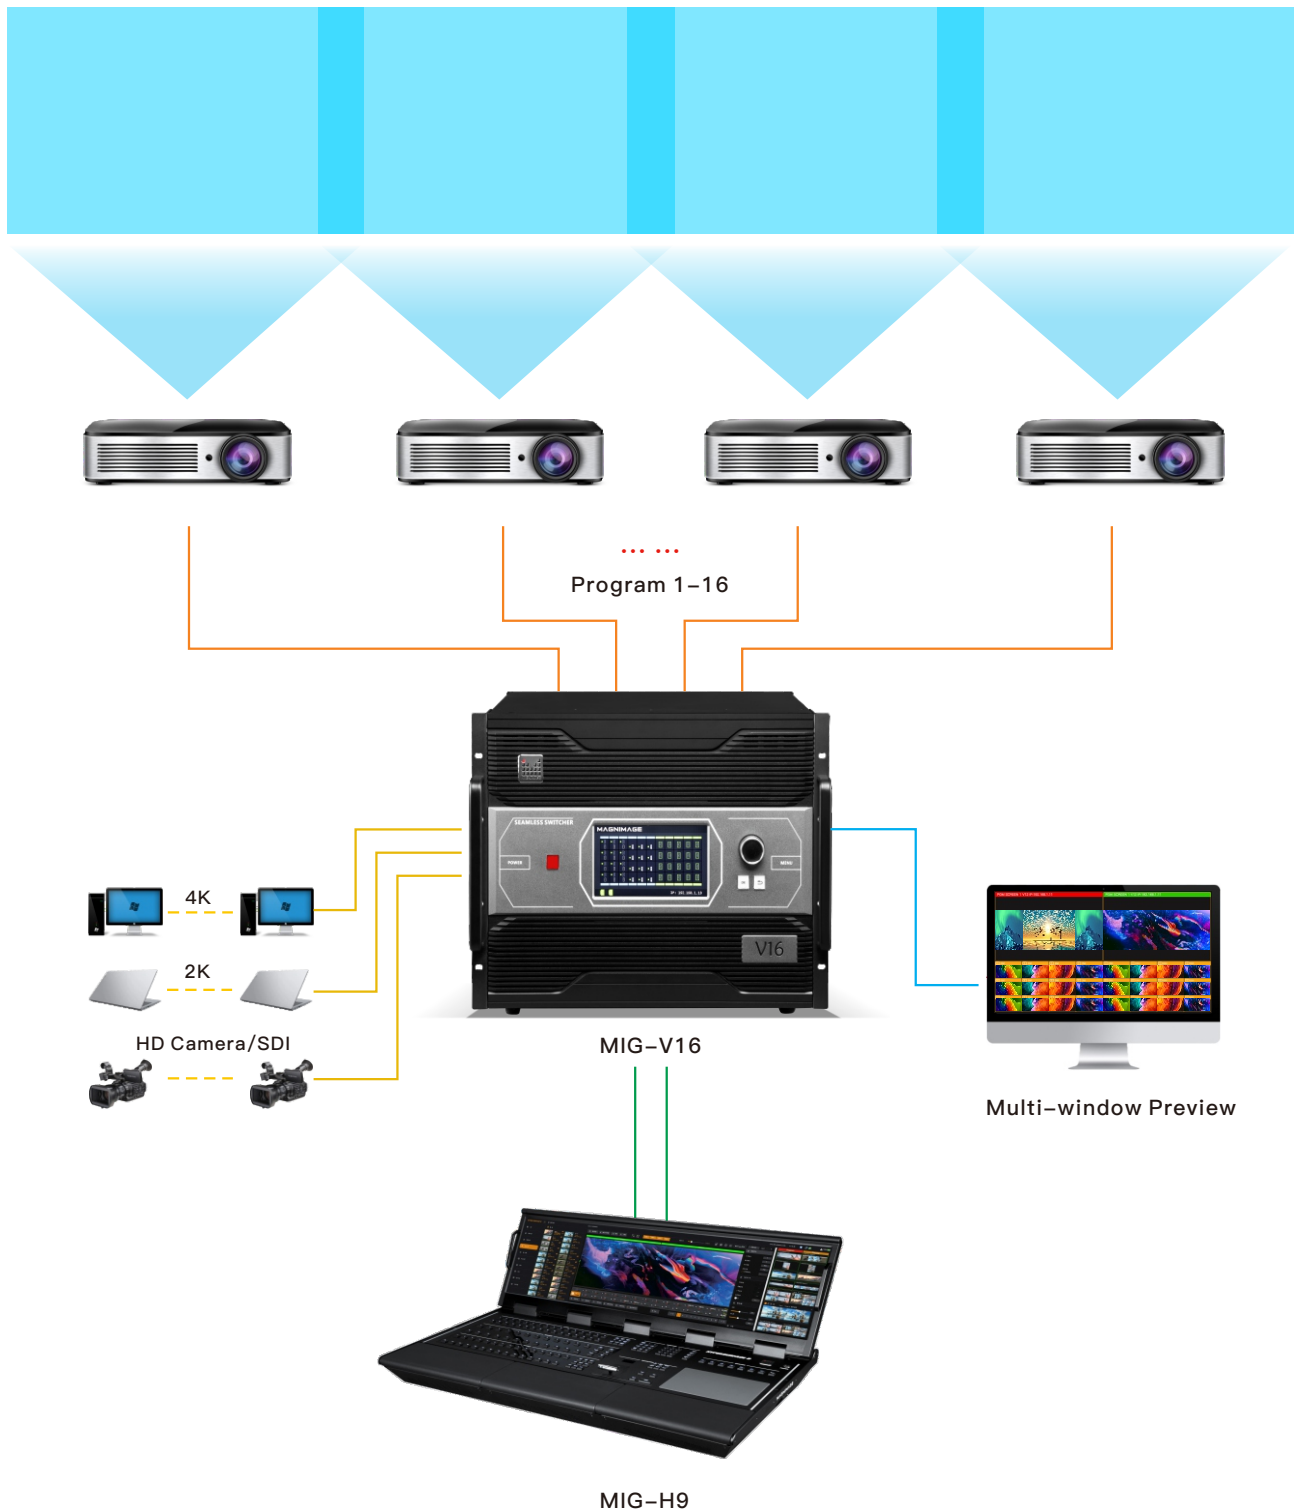 ... ...
Program 1–16
SEAMLESS SWITCHER
MAGNIMAGE
POWER
MENU
V16
4K
2K
HD Camera/SDI
MIG–V16
Multi–window Preview
MIG–H9